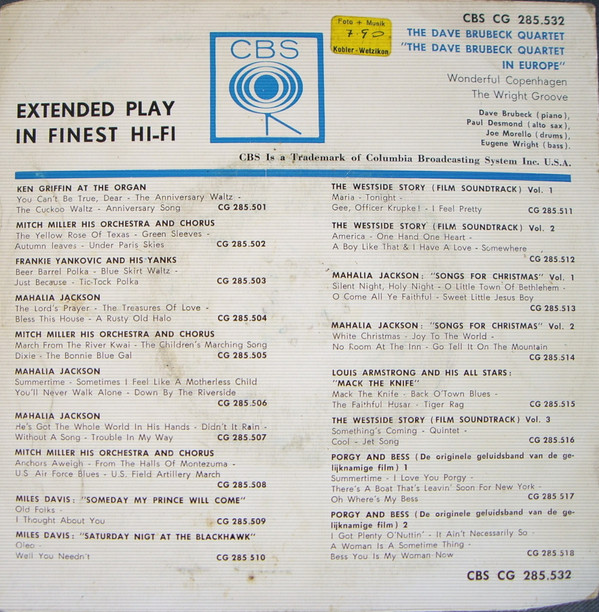 CBS CG 285.532
Foto + Musik
7.90
Kobler - Wetzikon
THE DAVE BRUBECK QUARTET
"THE DAVE BRUBECK QUARTET
IN EUROPE"
Wonderful Copenhagen
The Wright Groove
Dave Brubeck (piano),
Paul Desmond (alto sax),
Joe Morello (drums),
Eugene Wright (bass).
CBS
EXTENDED PLAY
IN FINEST HI-FI
CBS Is a Trademark of Columbia Broadcasting System Inc. U.S.A.
KEN GRIFFIN AT THE ORGAN
You Can't Be True, Dear - The Anniversary Waltz -
The Cuckoo Waltz - Anniversary Song CG 285.501
MITCH MILLER HIS ORCHESTRA AND CHORUS
The Yellow Rose Of Texas - Green Sleeves -
Autumn leaves - Under Paris Skies CG 285.502
FRANKIE YANKOVIC AND HIS YANKS
Beer Barrel Polka - Blue Skirt Waltz -
Just Because - Tic-Tock Polka CG 285.503
MAHALIA JACKSON
The Lord's Prayer - The Treasures Of Love -
Bless This House - A Rusty Old Halo CG 285.504
MITCH MILLER HIS ORCHESTRA AND CHORUS
March From The River Kwai - The Children's Marching Song
Dixie - The Bonnie Blue Gal CG 285.505
MAHALIA JACKSON
Summertime - Sometimes I Feel Like A Motherless Child
You'll Never Walk Alone - Down By The Riverside
CG 285.506
MAHALIA JACKSON
He's Got The Whole World In His Hands - Didn't It Rain -
Without A Song - Trouble In My Way CG 285.507
MITCH MILLER HIS ORCHESTRA AND CHORUS
Anchors Aweigh - From The Halls Of Montezuma -
U.S Air Force Blues - U.S. Field Artillery March
CG 285.508
MILES DAVIS: "SOMEDAY MY PRINCE WILL COME"
Old Folks -
I Thought About You CG 285.509
MILES DAVIS: "SATURDAY NIGT AT THE BLACKHAWK"
Oleo -
Well You Needn't CG 285 510
THE WESTSIDE STORY (FILM SOUNDTRACK) Vol. 1
Maria - Tonight -
Gee, Officer Krupke! - I Feel Pretty CG 285.511
THE WESTSIDE STORY (FILM SOUNDTRACK) Vol. 2
America - One Hand One Heart -
A Boy Like That & I Have A Love - Somewhere
CG 285.512
MAHALIA JACKSON: "SONGS FOR CHRISTMAS" Vol. 1
Silent Night, Holy Night - O Little Town Of Bethlehem -
O Come All Ye Faithful - Sweet Little Jesus Boy
CG 285.513
MAHALIA JACKSON: "SONGS FOR CHRISTMAS" Vol. 2
White Christmas - Joy To The World -
No Room At The Inn - Go Tell It On The Mountain
CG 285.514
LOUIS ARMSTRONG AND HIS ALL STARS:
"MACK THE KNIFE"
Mack The Knife - Back O'Town Blues -
The Faithful Husar - Tiger Rag CG 285.515
THE WESTSIDE STORY (FILM SOUNDTRACK) Vol. 3
Something's Coming - Quintet -
Cool - Jet Song CG 285.516
PORGY AND BESS (De originele geluidsband van de ge-
lijknamige film) 1
Summertime - I Love You Porgy -
There's A Boat That's Leavin' Soon For New York -
Oh Where's My Bess CG 285 517
PORGY AND BESS (De originele geluidsband van de ge-
lijknamige film) 2
I Got Plenty O'Nuttin' - It Ain't Necessarily So -
A Woman Is A Sometime Thing -
Bess You Is My Woman Now CG 285.518
CBS CG 285.532